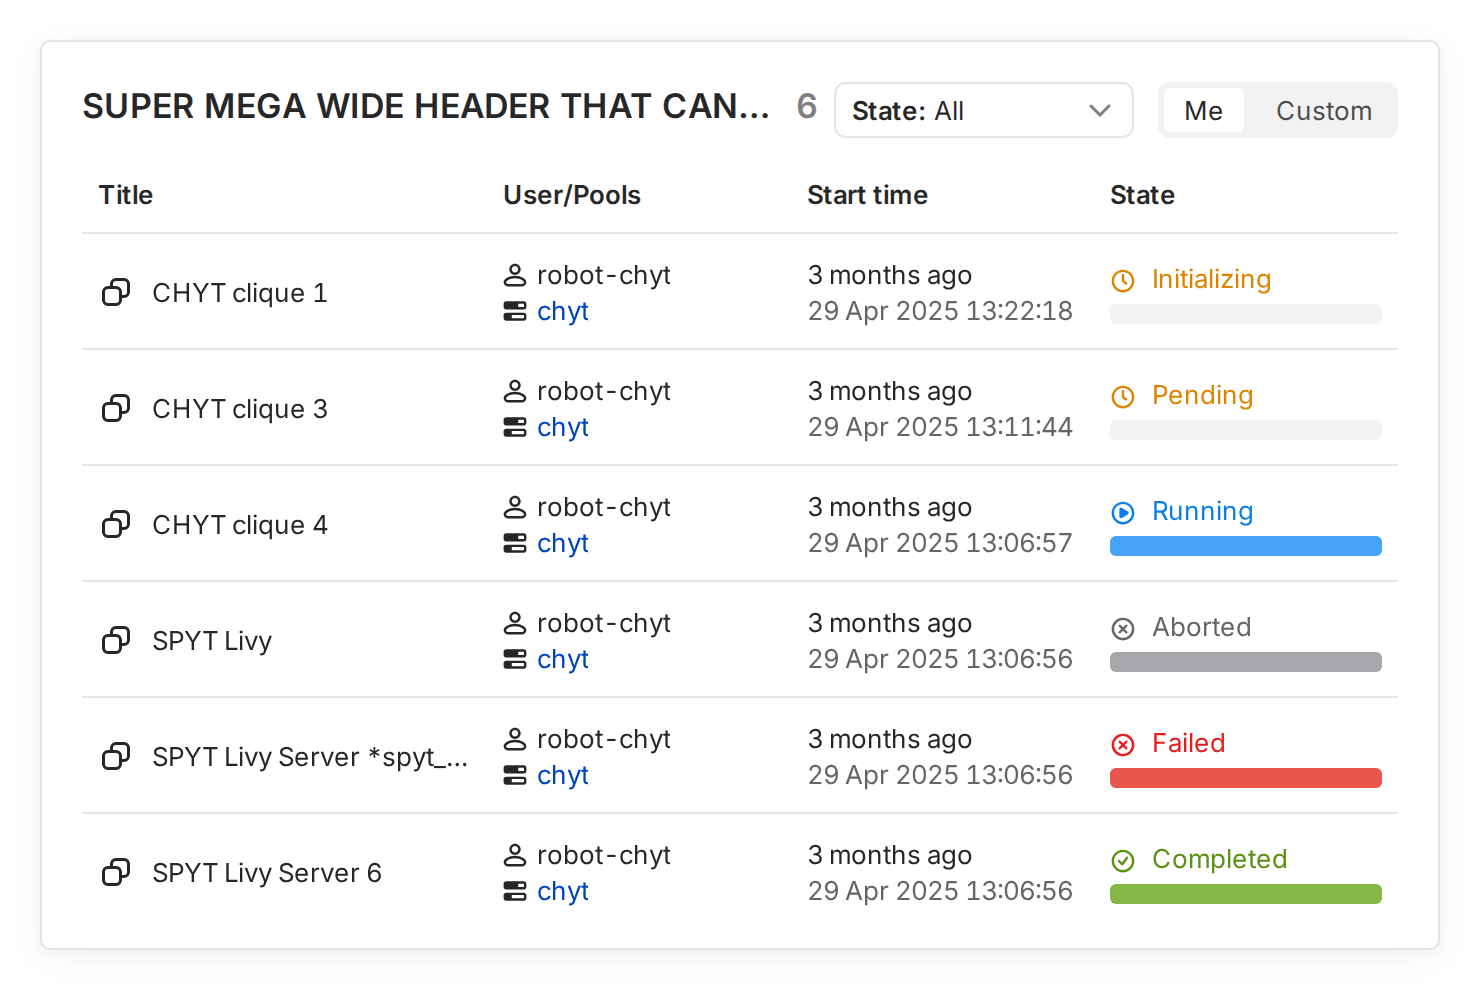 SUPER MEGA WIDE HEADER THAT CAN... 6 State: All Me Custom
Title User/Pools Start time State
CHYT clique 1 robot-chyt 3 months ago Initializing
chyt 29 Apr 2025 13:22:18
CHYT clique 3 robot-chyt 3 months ago Pending
chyt 29 Apr 2025 13:11:44
CHYT clique 4 robot-chyt 3 months ago Running
chyt 29 Apr 2025 13:06:57
SPYT Livy robot-chyt 3 months ago Aborted
chyt 29 Apr 2025 13:06:56
SPYT Livy Server *spyt_... robot-chyt 3 months ago Failed
chyt 29 Apr 2025 13:06:56
SPYT Livy Server 6 robot-chyt 3 months ago Completed
chyt 29 Apr 2025 13:06:56